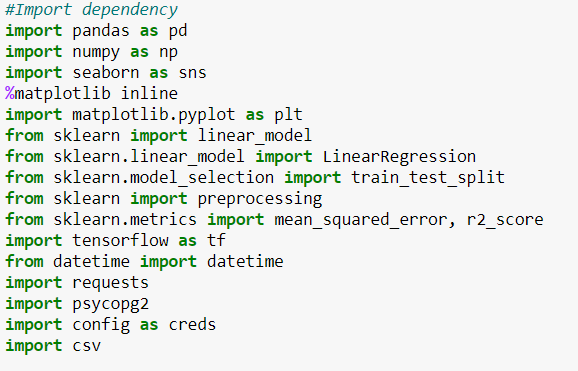 #Import dependency
import pandas as pd
import numpy as np
import seaborn as sns
%matplotlib inline
import matplotlib.pyplot as plt
from sklearn import linear_model
from sklearn.linear_model import LinearRegression
from sklearn.model_selection import train_test_split
from sklearn import preprocessing
from sklearn.metrics import mean_squared_error, r2_score
import tensorflow as tf
from datetime import datetime
import requests
import psycopg2
import config as creds
import csv